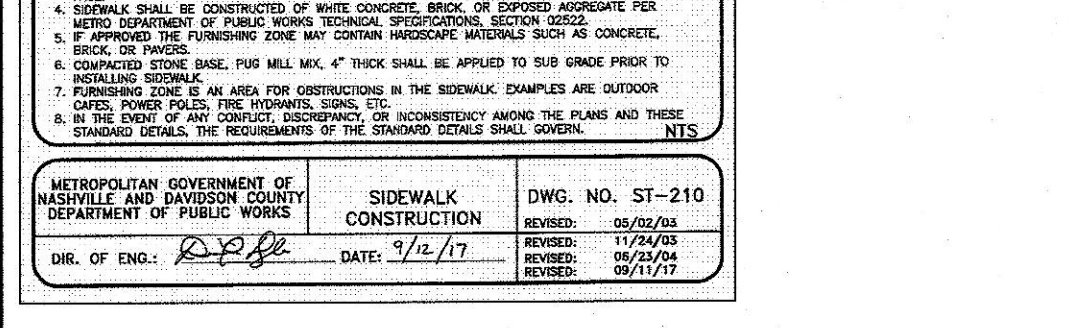 4. SIDEWALK SHALL BE CONSTRUCTED OF WHITE CONCRETE, BRICK, OR EXPOSED AGGREGATE PER
METRO DEPARTMENT OF PUBLIC WORKS TECHNICAL SPECIFICATIONS, SECTION 02522.
5. IF APPROVED THE FURNISHING ZONE MAY CONTAIN HARDSCAPE MATERIALS SUCH AS CONCRETE,
BRICK, OR PAVERS.
6. COMPACTED STONE BASE, PUG MILL MIX, 4" THICK SHALL BE APPLIED TO SUB GRADE PRIOR TO
INSTALLING SIDEWALK.
7. FURNISHING ZONE IS AN AREA FOR OBSTRUCTIONS IN THE SIDEWALK. EXAMPLES ARE OUTDOOR
CAFES, POWER POLES, FIRE HYDRANTS, SIGNS, ETC.
8. IN THE EVENT OF ANY CONFLICT, DISCREPANCY, OR INCONSISTENCY AMONG THE PLANS AND THESE
STANDARD DETAILS, THE REQUIREMENTS OF THE STANDARD DETAILS SHALL GOVERN.
NTS
METROPOLITAN GOVERNMENT OF
NASHVILLE AND DAVIDSON COUNTY
DEPARTMENT OF PUBLIC WORKS
SIDEWALK
CONSTRUCTION
DWG. NO. ST-210
REVISED: 05/02/03
REVISED: 11/24/03
REVISED: 06/23/04
REVISED: 09/11/17
DIR. OF ENG.:
DATE: 9/12/17